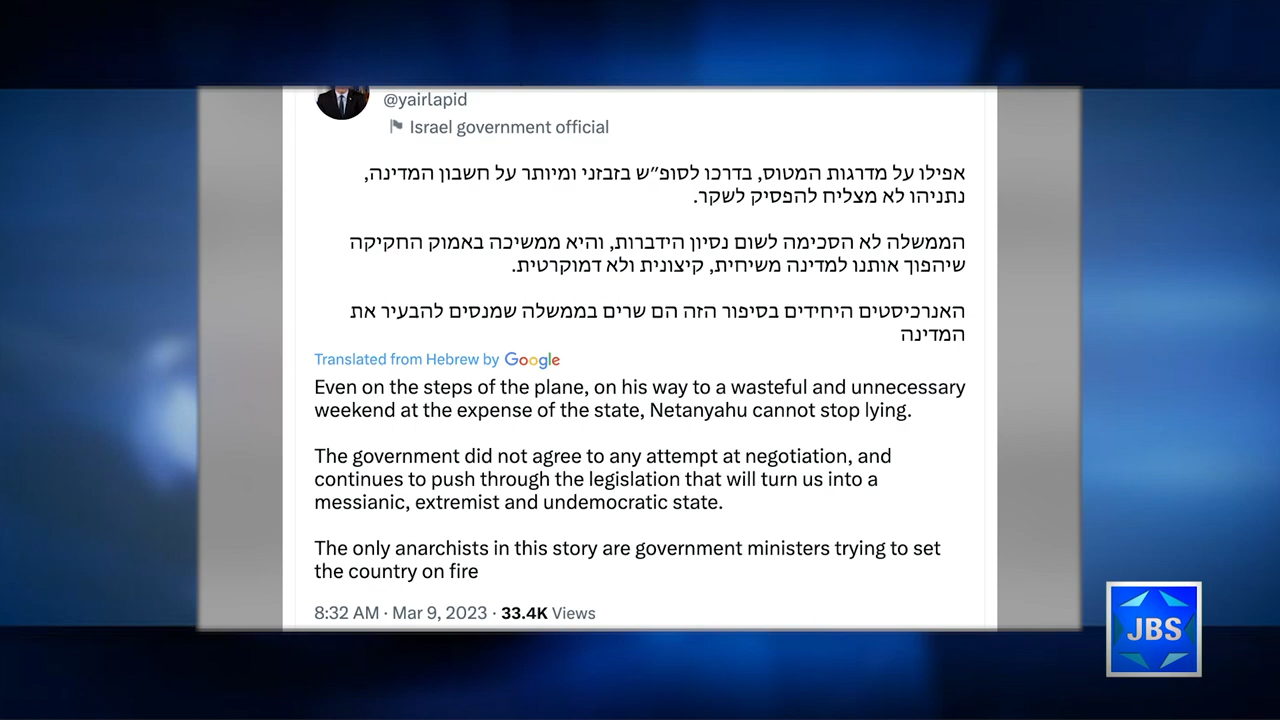 @yairlapid
Israel government official
אפילו על מדרגות המטוס, בדרכו לסופ״ש בזבזני ומיותר על חשבון המדינה,
נתניהו לא מצליח להפסיק לשקר.
הממשלה לא הסכימה לשום נסיון הידברות, והיא ממשיכה באמוק החקיקה
שיהפוך אותנו למדינה משיחית, קיצונית ולא דמוקרטית.
האנרכיסטים היחידים בסיפור הזה הם שרים בממשלה שמנסים להבעיר את
המדינה
Translated from Hebrew by Google
Even on the steps of the plane, on his way to a wasteful and unnecessary
weekend at the expense of the state, Netanyahu cannot stop lying.
The government did not agree to any attempt at negotiation, and
continues to push through the legislation that will turn us into a
messianic, extremist and undemocratic state.
The only anarchists in this story are government ministers trying to set
the country on fire
8:32 AM · Mar 9, 2023 · 33.4K Views
JBS